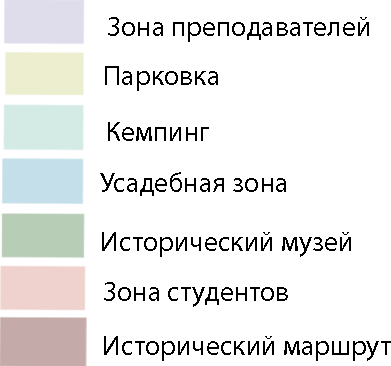 Зона преподавателей
Парковка
Кемпинг
Усадебная зона
Исторический музей
Зона студентов
Исторический маршрут